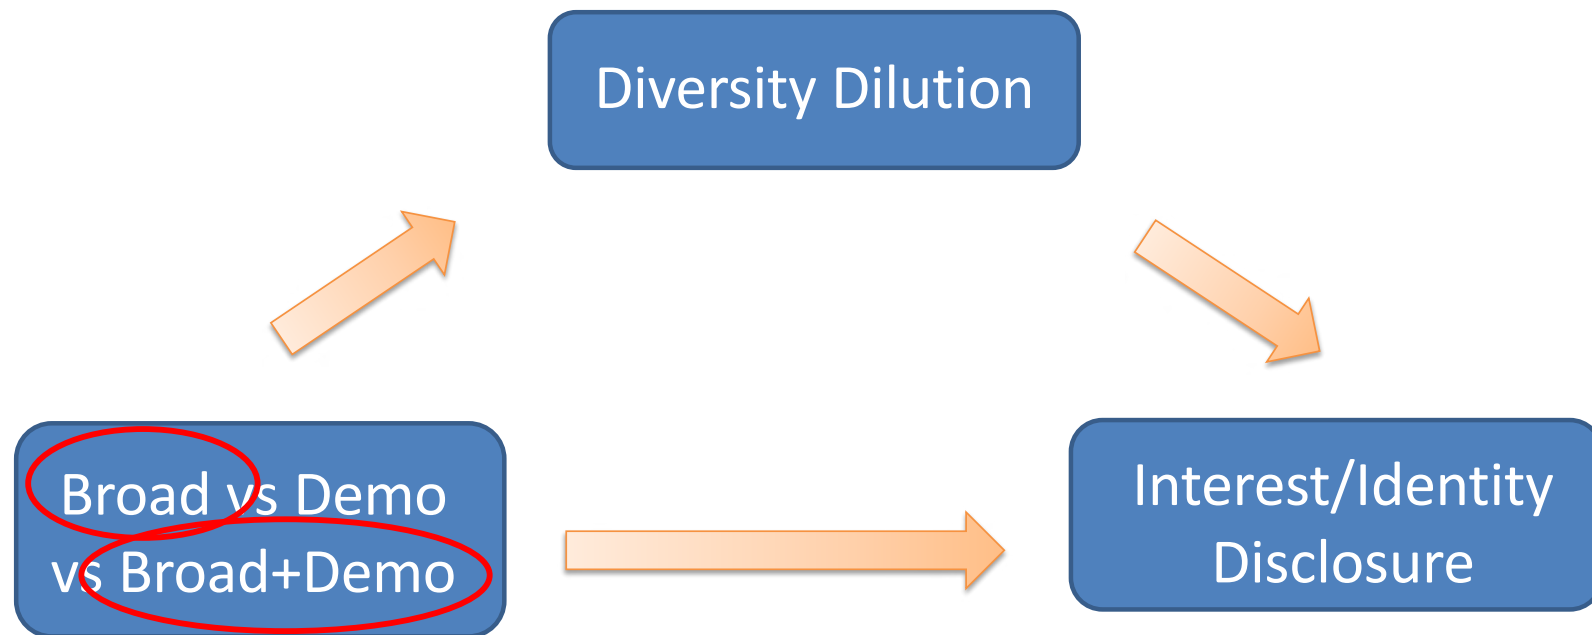 Diversity Dilution
Broad vs Demo
vs Broad+Demo
Interest/Identity
Disclosure